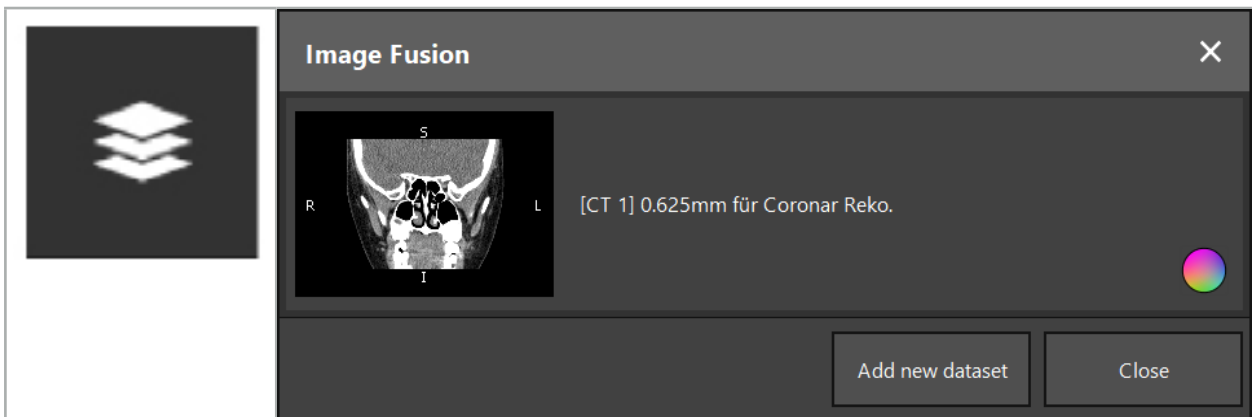 Image Fusion
S
R
L
[CT 1] 0.625mm für Coronar Reko.
I
Add new dataset
Close